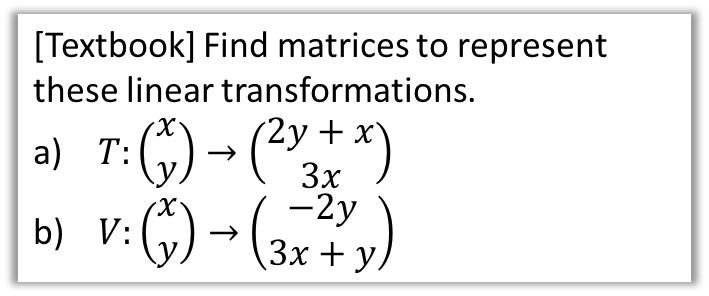 [Textbook] Find matrices to represent
these linear transformations.
a) T: (x y) → (2y + x 3x)
b) V: (x y) → (−2y 3x + y)